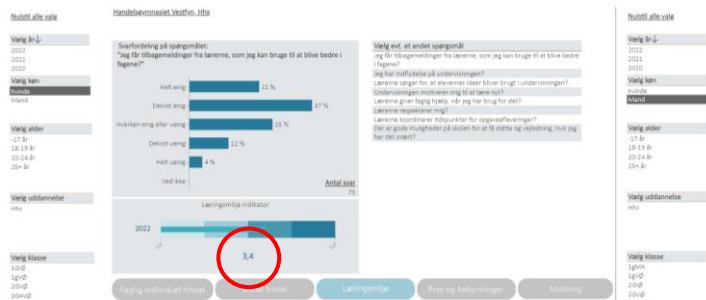 Nulstil alle valg
Vælg år
2022
2021
2020
Vælg køn
Kvinde
Mand
Vælg alder
-17 år
18-19 år
20-24 år
25+ år
Vælg uddannelse
Hhx
Vælg klasse
1GIØ
1gVØ
2GVØ
3GAVØ
Handelsgymnasiet Vestfyn, Hhx
Svarfordeling på spørgsmålet:
"Jeg får tilbagemeldinger fra lærerne, som jeg kan bruge til at blive bedre i
fagene?"
Helt enig
21 %
Delvist enig
37 %
Hverken enig eller uenig
25 %
Delvist uenig
12 %
Helt uenig
4 %
Ved ikke
Antal svar
75
Læringsmiljø indikator
2022
3,4
Vælg evt. et andet spørgsmål
Jeg får tilbagemeldinger fra lærerne, som jeg kan bruge til at blive bedre
i fagene?
Jeg har indflydelse på undervisningen?
Lærerne sørger for, at elevernes ideer bliver brugt i undervisningen?
Undervisningen motiverer mig til at lære nyt?
Lærerne giver faglig hjælp, når jeg har brug for det?
Lærerne respekterer mig?
Lærerne koordinerer tidspunkter for opgaveafleveringer?
Der er gode muligheder på skolen for at få støtte og vejledning, hvis jeg
har det svært?
Faglig individuel trivsel
trivsel
Læringsmiljø
Pres og bekymringer
Mobning
Nulstil alle valg
Vælg år
2022
2021
2020
Vælg køn
Kvinde
Mand
Vælg alder
-17 år
18-19 år
20-24 år
25+ år
Vælg uddannelse
Hhx
Vælg klasse
1gMA
1gVØ
2GIØ
2GVØ